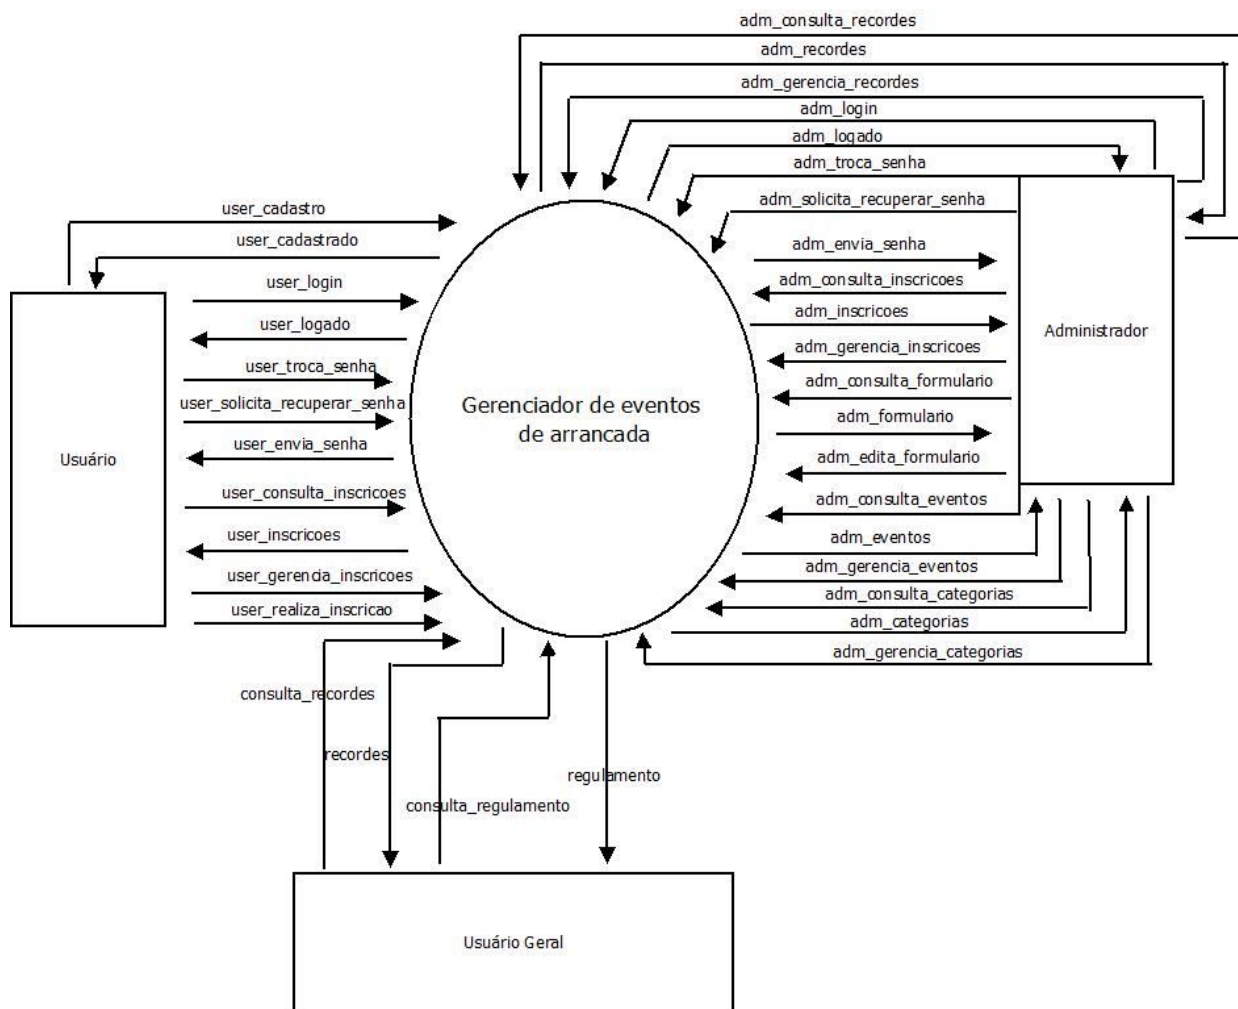 adm_consulta_recordes
adm_recordes
adm_gerencia_recordes
adm_login
adm_logado
adm_troca_senha
adm_solicita_recuperar_senha
user_cadastro
user_cadastrado
adm_envia_senha
user_login
adm_consulta_inscricoes
adm_inscricoes
user_logado
Administrador
adm_gerencia_inscricoes
user_troca_senha
adm_consulta_formulario
user_solicita_recuperar_senha
Gerenciador de eventos
de arrancada
adm_formulario
user_envia_senha
Usuário
adm_edita_formulario
user_consulta_inscricoes
adm_consulta_eventos
user_inscricoes
adm_eventos
adm_gerencia_eventos
user_gerencia_inscricoes
adm_consulta_categorias
user_realiza_inscricao
adm_categorias
adm_gerencia_categorias
consulta_recordes
recordes
regulamento
consulta_regulamento
Usuário Geral